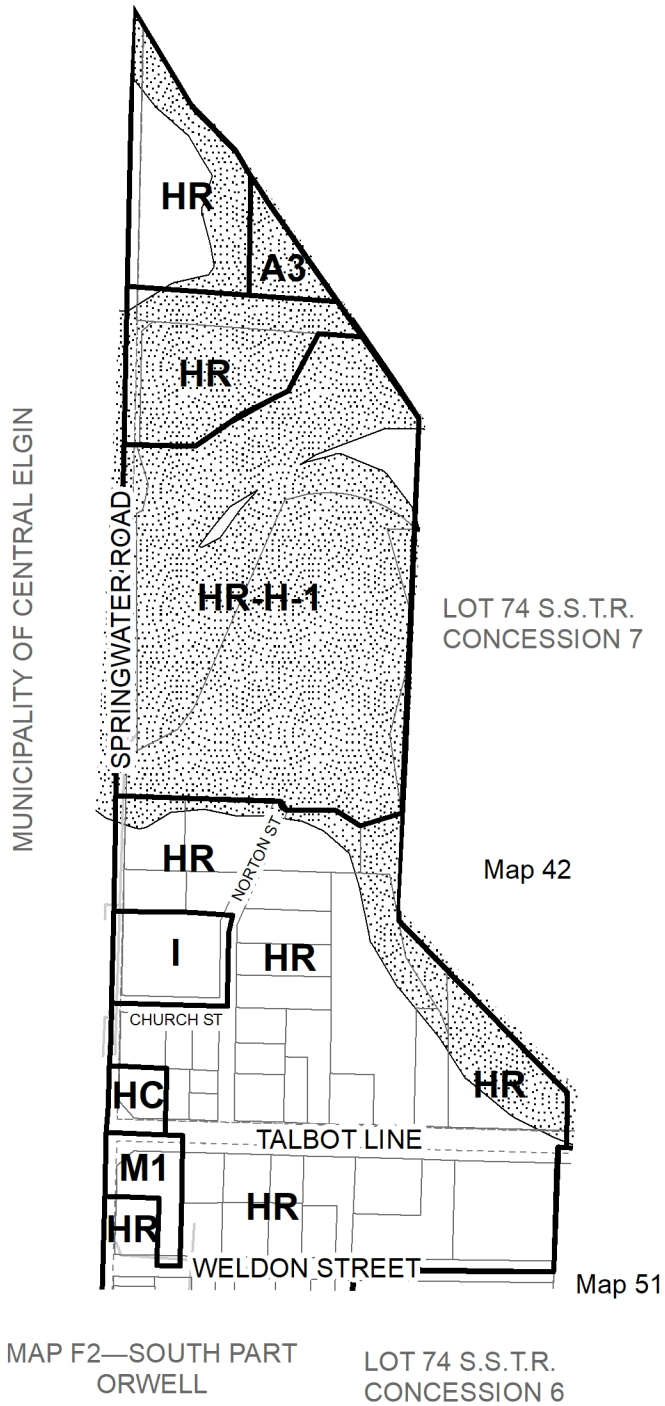 HR
A3
HR
MUNICIPALITY OF CENTRAL ELGIN
SPRINGWATER ROAD
HR-H-1
LOT 74 S.S.T.R.
CONCESSION 7
NORTON ST
HR
Map 42
I
HR
CHURCH ST
HC
HR
TALBOT LINE
M1
HR
HR
WELDON STREET
Map 51
MAP F2—SOUTH PART
ORWELL
LOT 74 S.S.T.R.
CONCESSION 6